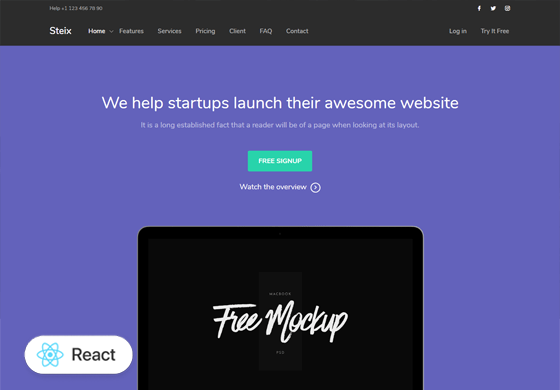 Help +1 123 456 78 90
Steix Home Features Services Pricing Client FAQ Contact Log in Try It Free
We help startups launch their awesome website
It is a long established fact that a reader will be of a page when looking at its layout.
FREE SIGNUP
Watch the overview
MACBOOK
Free Mockup
PSD
React